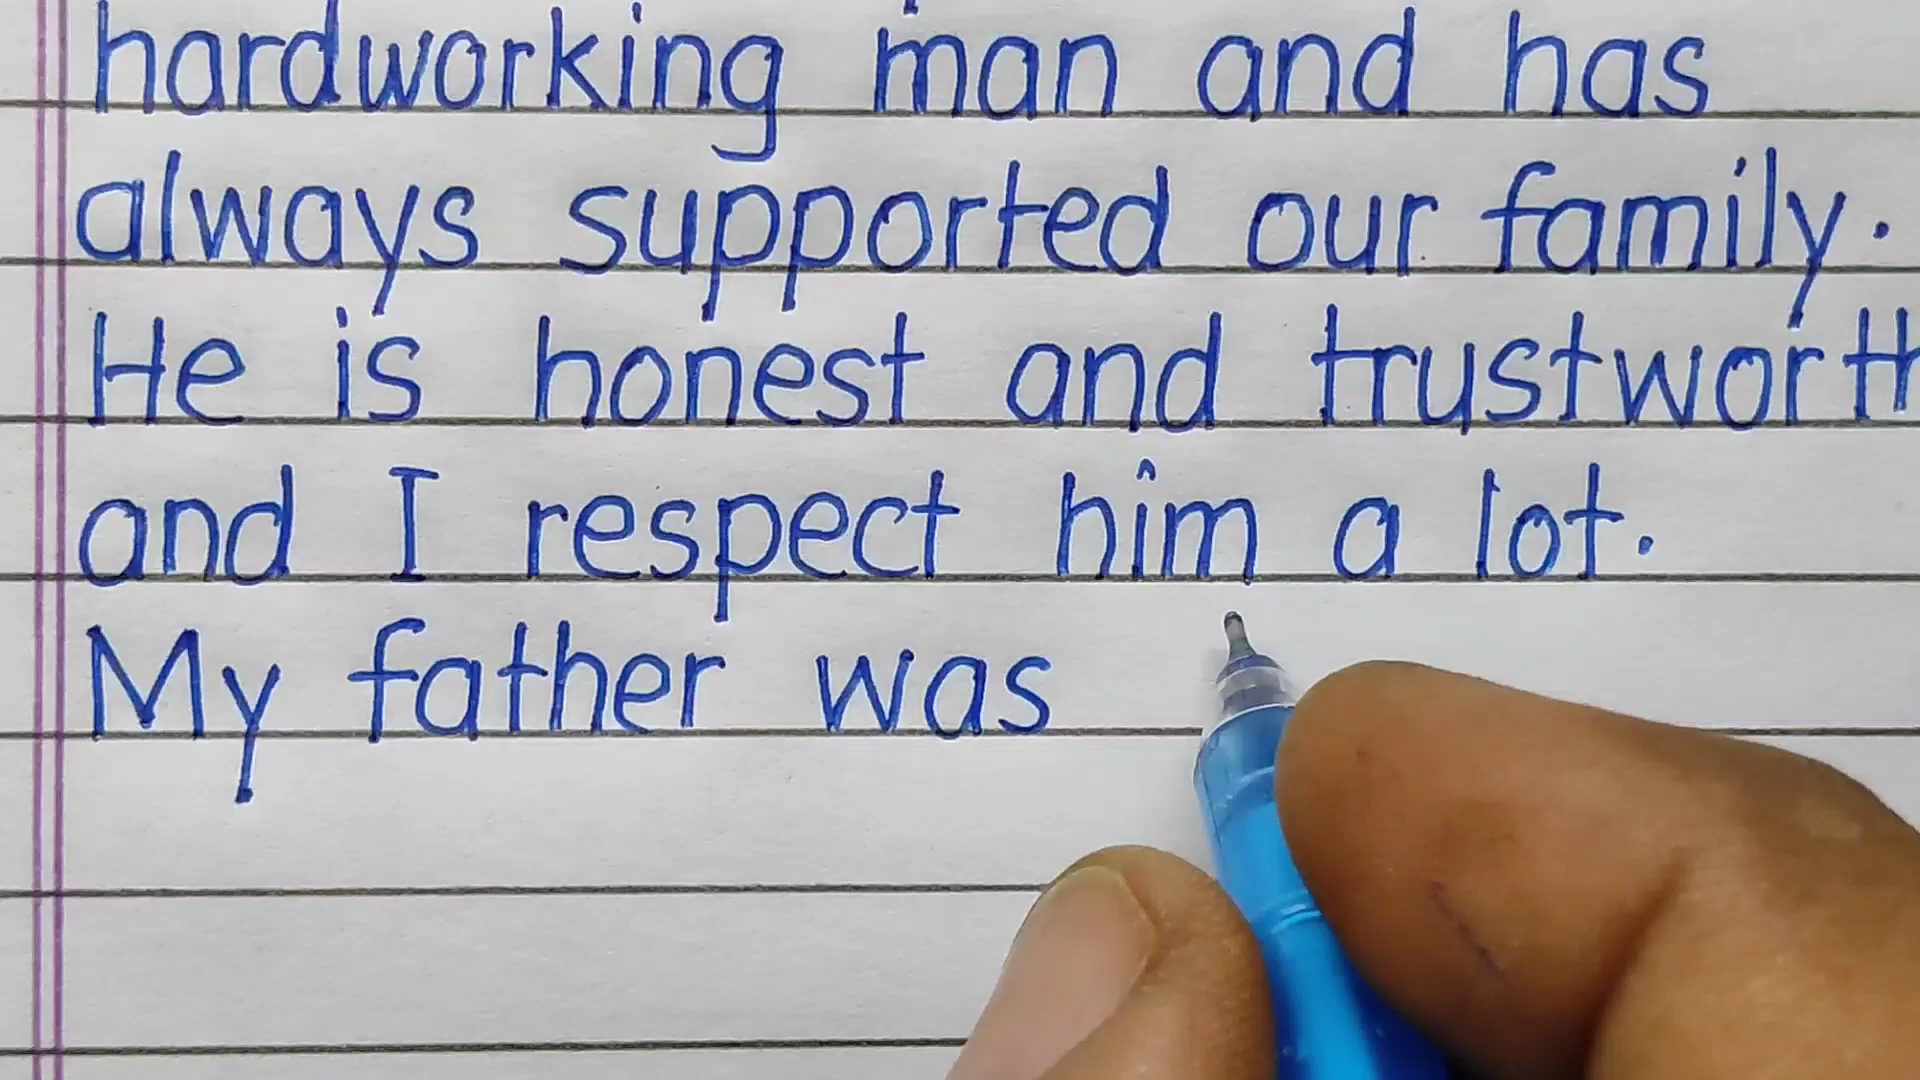 hardworking man and has
always supported our family.
He is honest and trustworth
and I respect him a lot.
My father was